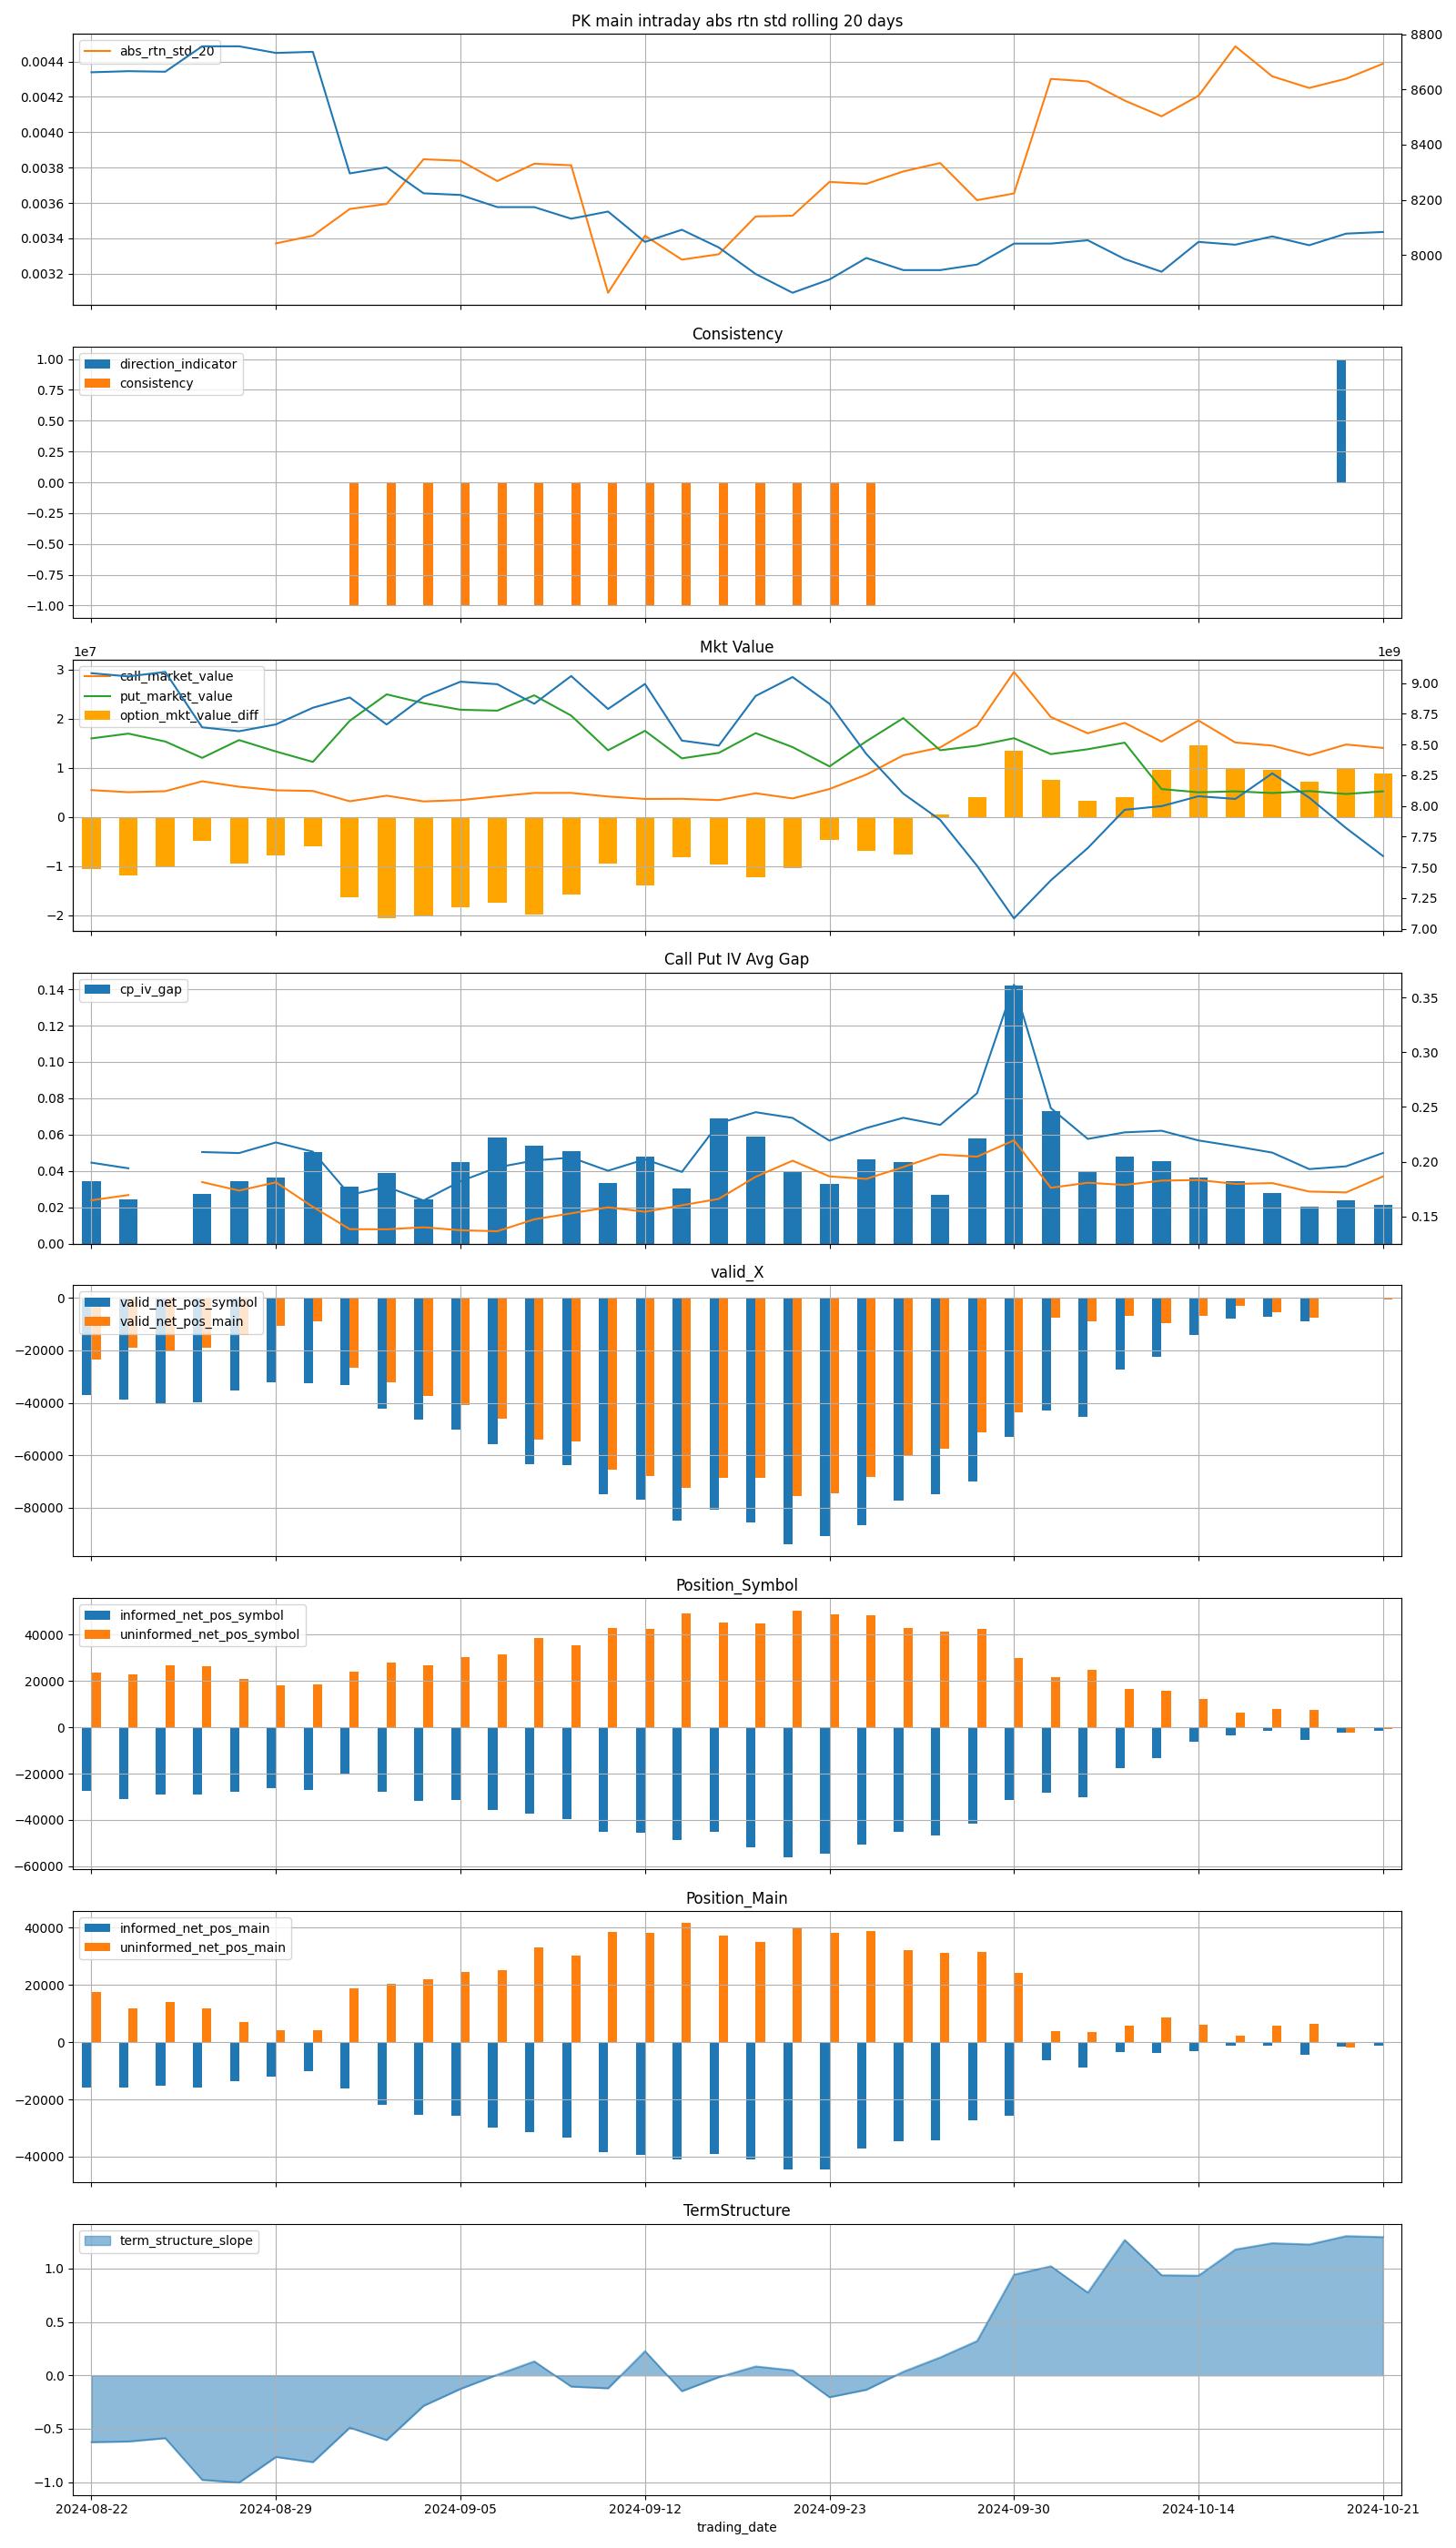 PK main intraday abs rtn std rolling 20 days
abs_rtn_std_20
0.0044
0.0042
0.0040
0.0038
0.0036
0.0034
0.0032
8800
8600
8400
8200
8000
Consistency
direction_indicator
consistency
1.00
0.75
0.50
0.25
0.00
−0.25
−0.50
−0.75
−1.00
Mkt Value
1e7
1e9
call_market_value
put_market_value
option_mkt_value_diff
3
2
1
0
−1
−2
9.00
8.75
8.50
8.25
8.00
7.75
7.50
7.25
7.00
Call Put IV Avg Gap
cp_iv_gap
0.14
0.12
0.10
0.08
0.06
0.04
0.02
0.00
0.35
0.30
0.25
0.20
0.15
valid_X
valid_net_pos_symbol
valid_net_pos_main
0
−20000
−40000
−60000
−80000
Position_Symbol
informed_net_pos_symbol
uninformed_net_pos_symbol
40000
20000
0
−20000
−40000
−60000
Position_Main
informed_net_pos_main
uninformed_net_pos_main
40000
20000
0
−20000
−40000
TermStructure
term_structure_slope
1.0
0.5
0.0
−0.5
−1.0
2024-08-22 2024-08-29 2024-09-05 2024-09-12 2024-09-23 2024-09-30 2024-10-14 2024-10-21
trading_date